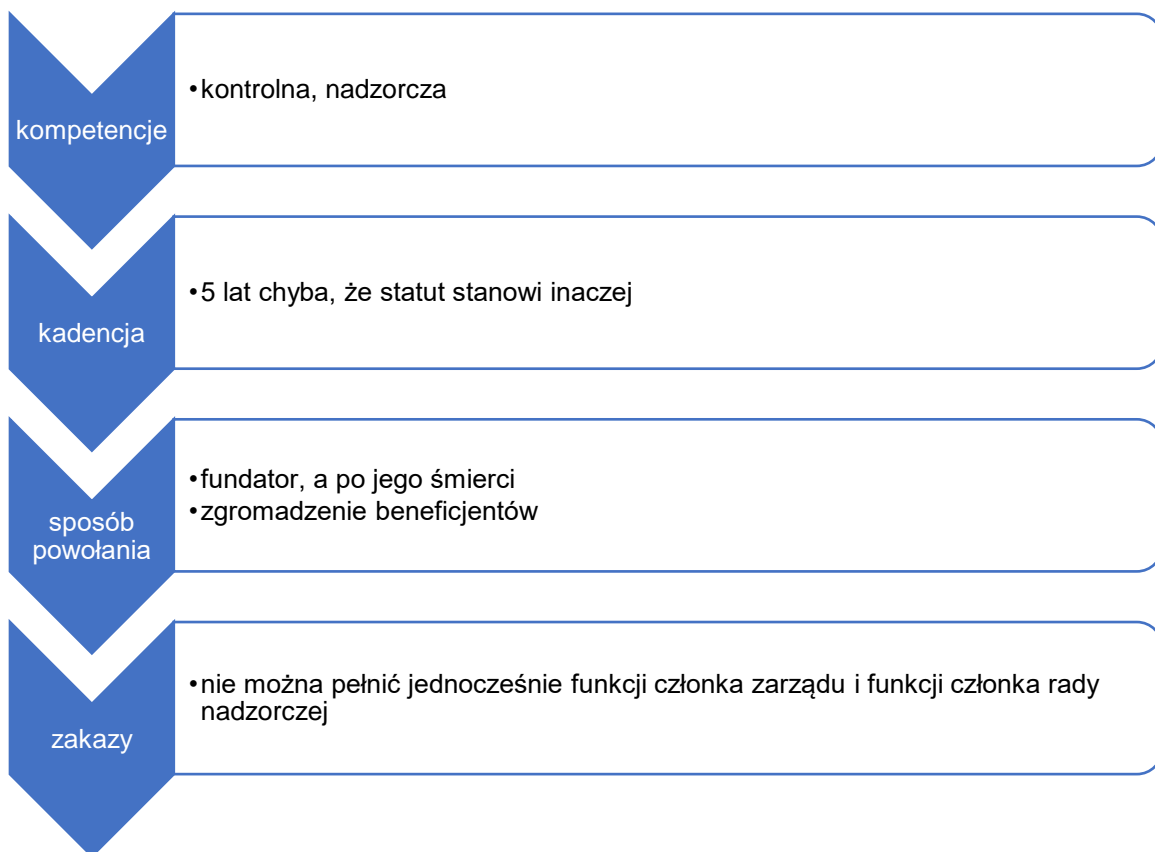 kompetencje
•kontrolna, nadzorcza
kadencja
•5 lat chyba, że statut stanowi inaczej
sposób
powołania
•fundator, a po jego śmierci
•zgromadzenie beneficjentów
zakazy
•nie można pełnić jednocześnie funkcji członka zarządu i funkcji członka rady
nadzorczej